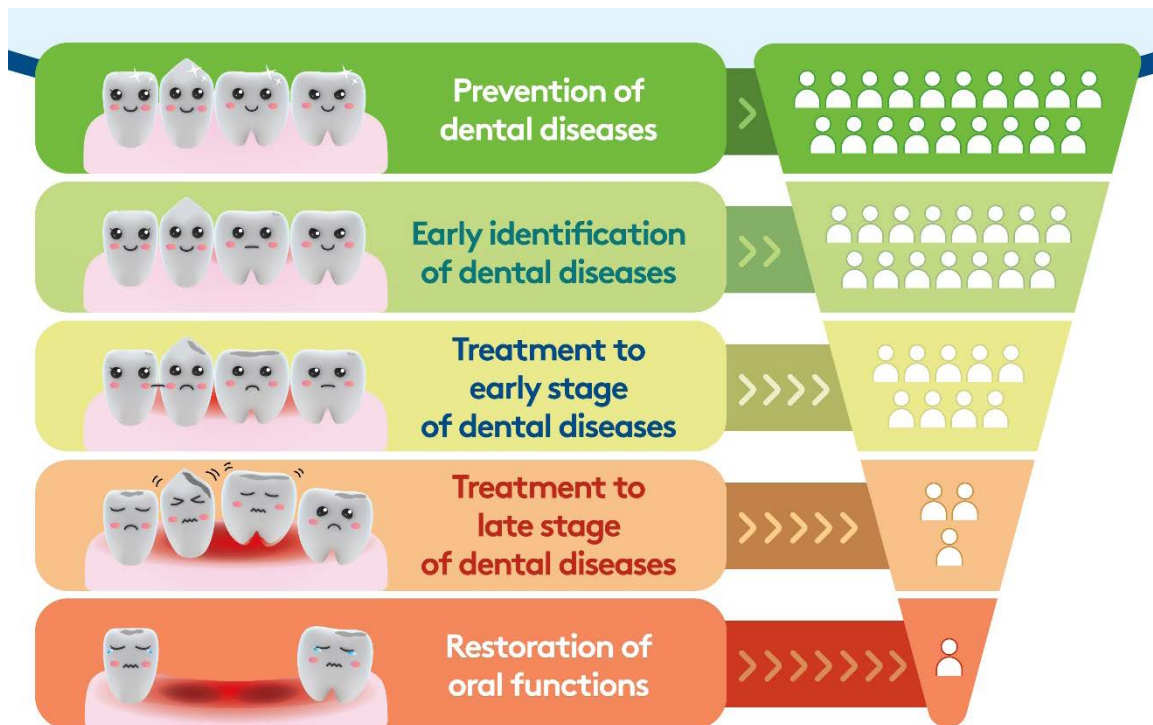 Prevention of
dental diseases
Early identification
of dental diseases
Treatment to
early stage
of dental diseases
Treatment to
late stage
of dental diseases
Restoration of
oral functions